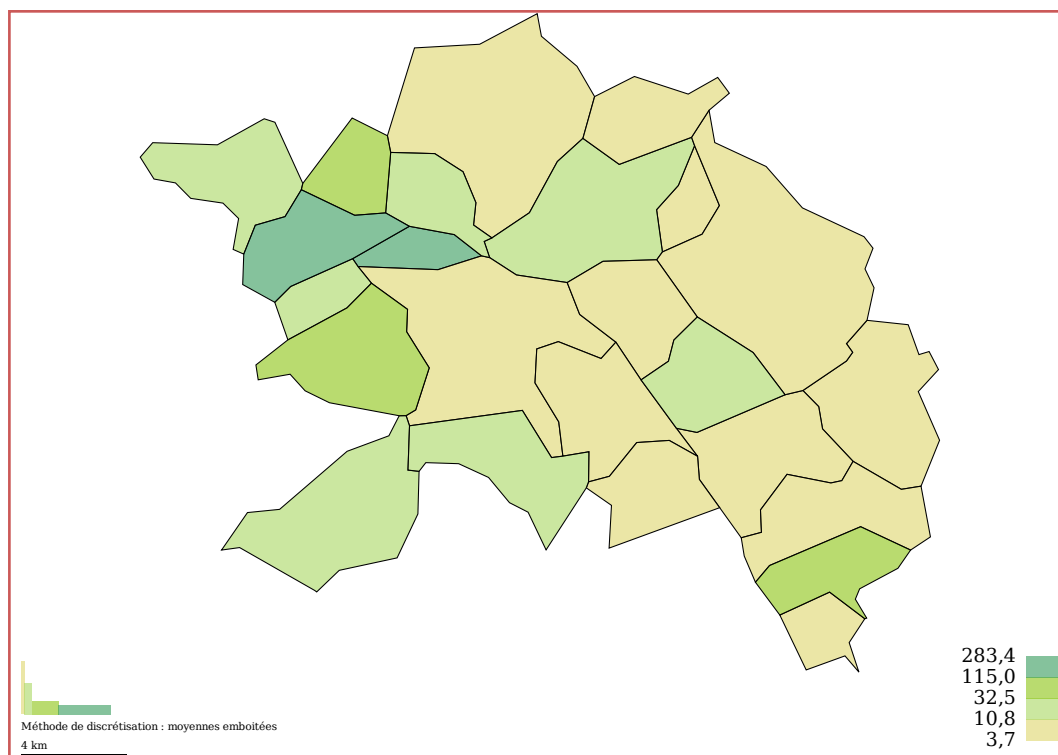 283,4
115,0
32,5
10,8
3,7
Méthode de discrétisation : moyennes emboitées
4 km